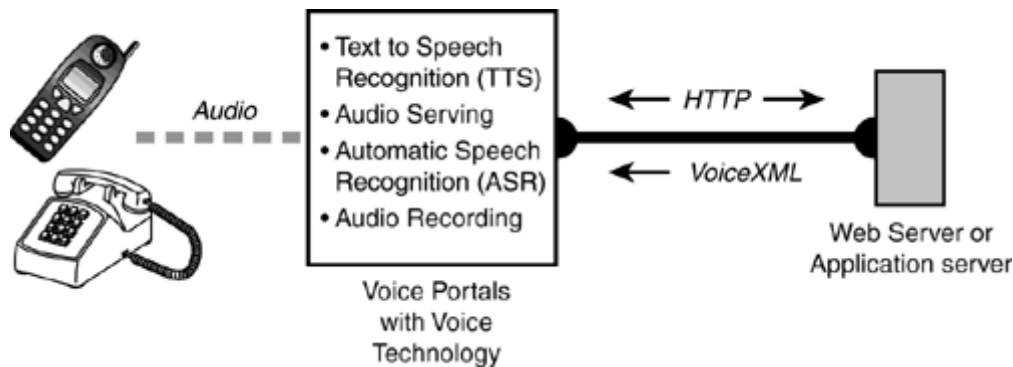 Audio
• Text to Speech
Recognition (TTS)
• Audio Serving
• Automatic Speech
Recognition (ASR)
• Audio Recording
Voice Portals
with Voice
Technology
HTTP
VoiceXML
Web Server or
Application server